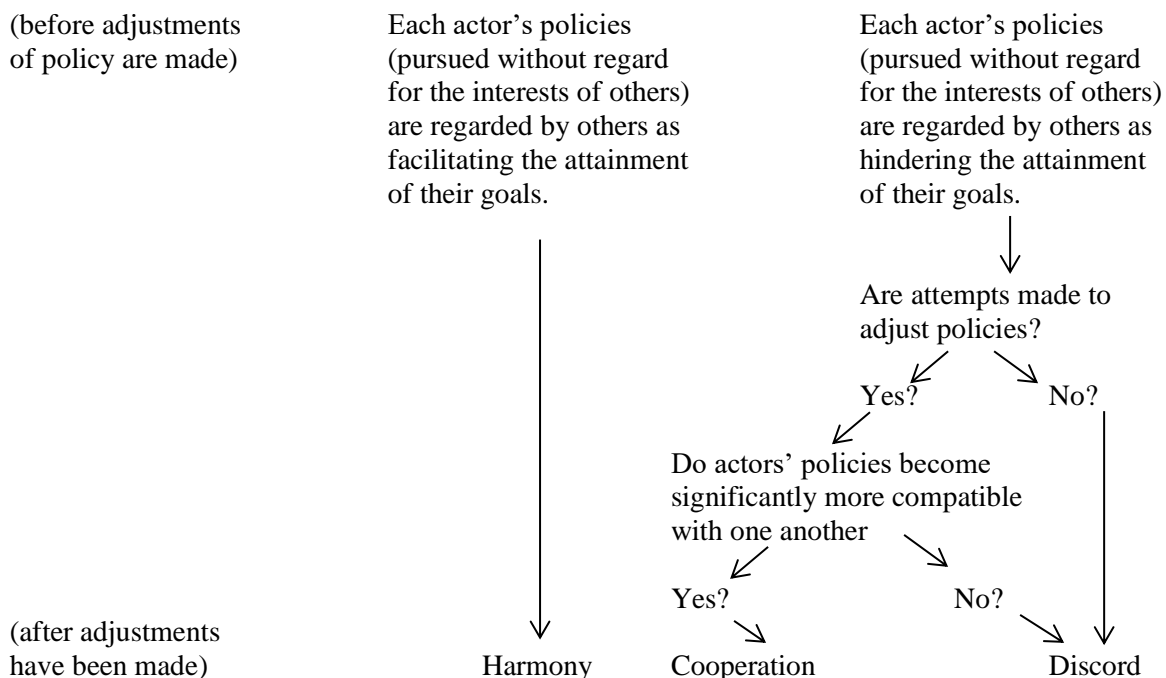 (before adjustments
of policy are made)
Each actor’s policies
(pursued without regard
for the interests of others)
are regarded by others as
facilitating the attainment
of their goals.
Each actor’s policies
(pursued without regard
for the interests of others)
are regarded by others as
hindering the attainment
of their goals.
Are attempts made to
adjust policies?
Yes?
No?
Do actors’ policies become
significantly more compatible
with one another
Yes?
No?
(after adjustments
have been made)
Harmony
Cooperation
Discord